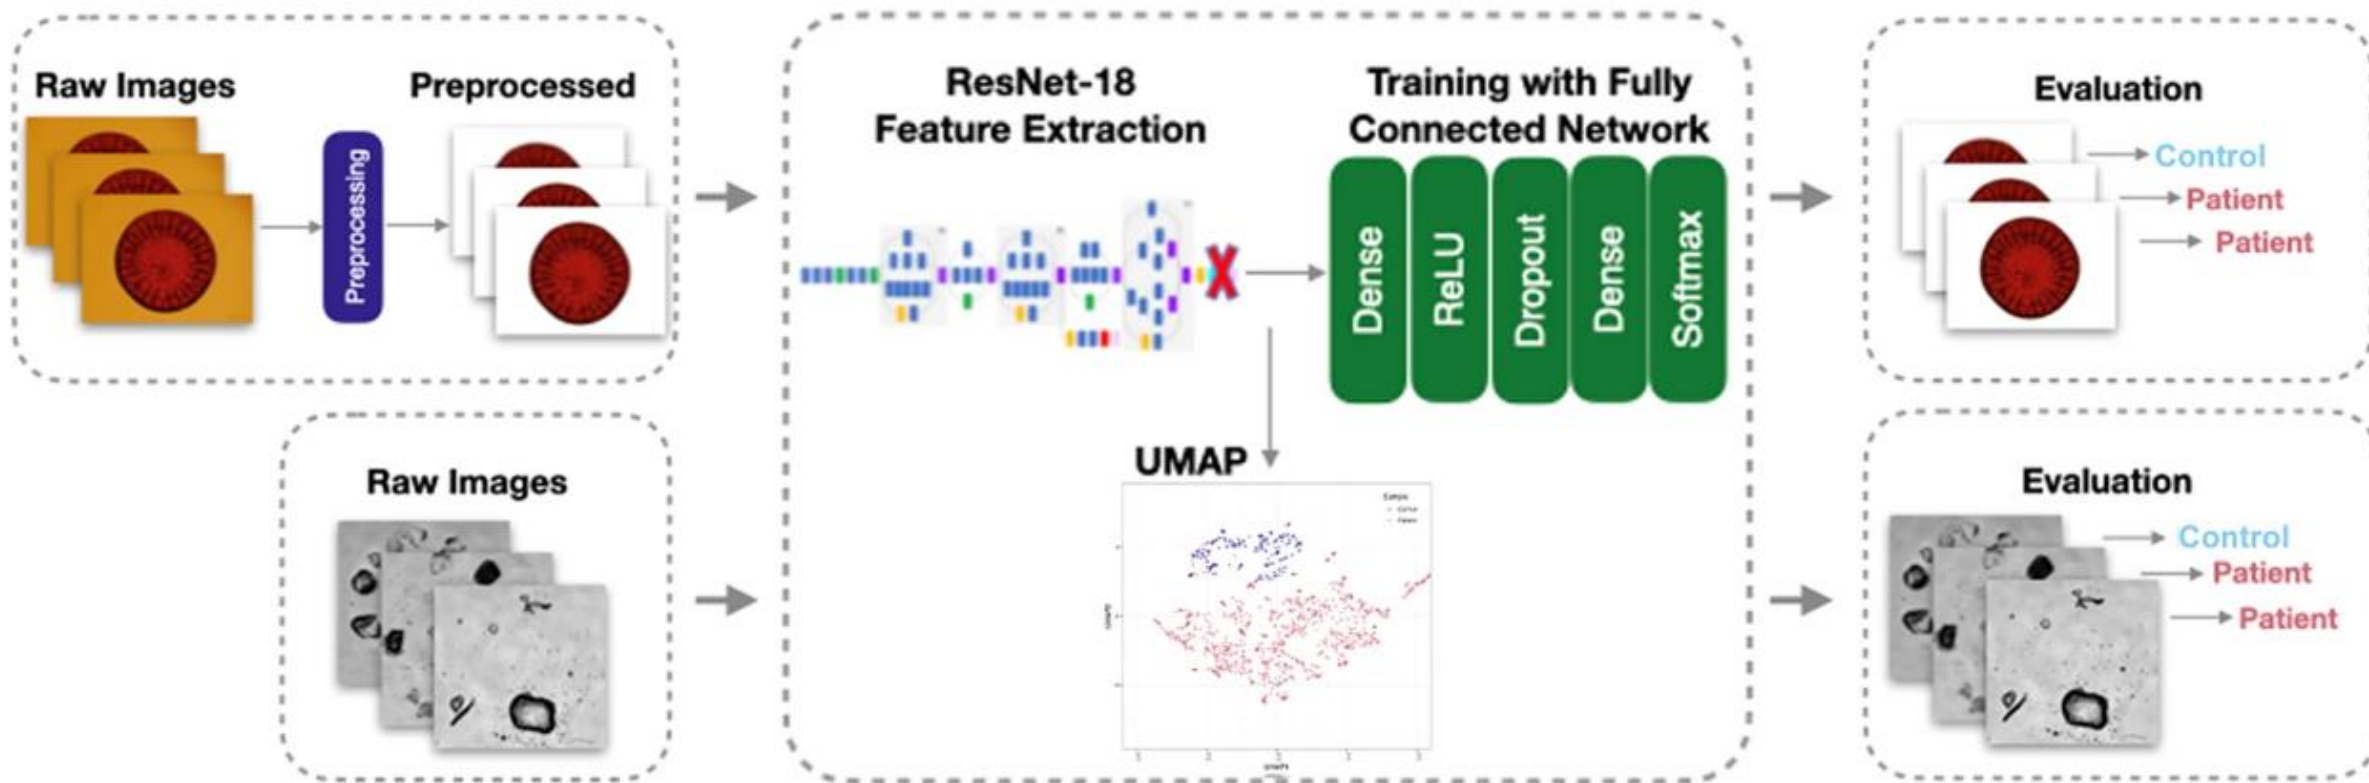 Raw Images
Preprocessed
Preprocessing
ResNet-18
Feature Extraction
Training with Fully
Connected Network
Dense
ReLU
Dropout
Dense
Softmax
Evaluation
Control
Patient
Patient
Raw Images
UMAP
Evaluation
Control
Patient
Patient